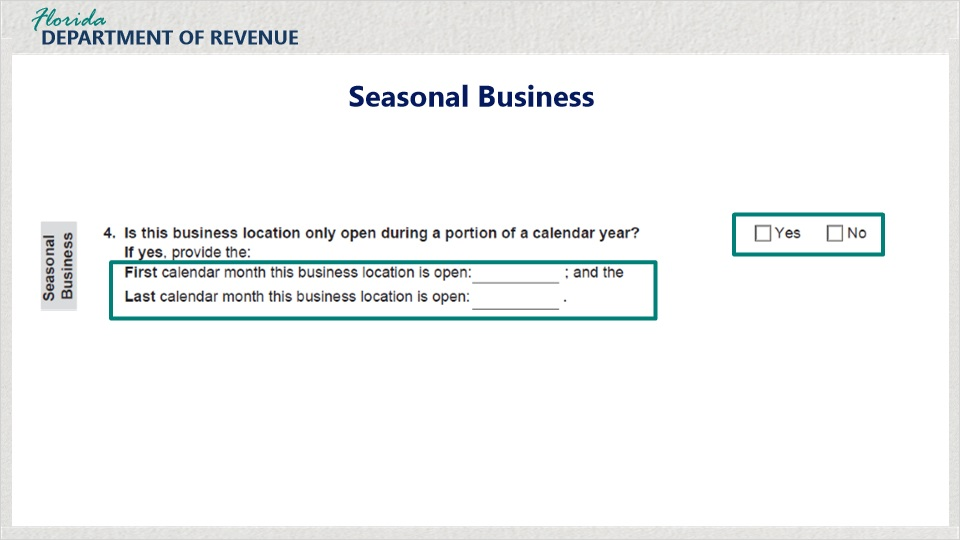 Florida
DEPARTMENT OF REVENUE
Seasonal Business
Seasonal
Business
4. Is this business location only open during a portion of a calendar year?
Yes No
If yes, provide the:
First calendar month this business location is open:__________ ; and the
Last calendar month this business location is open:__________ .